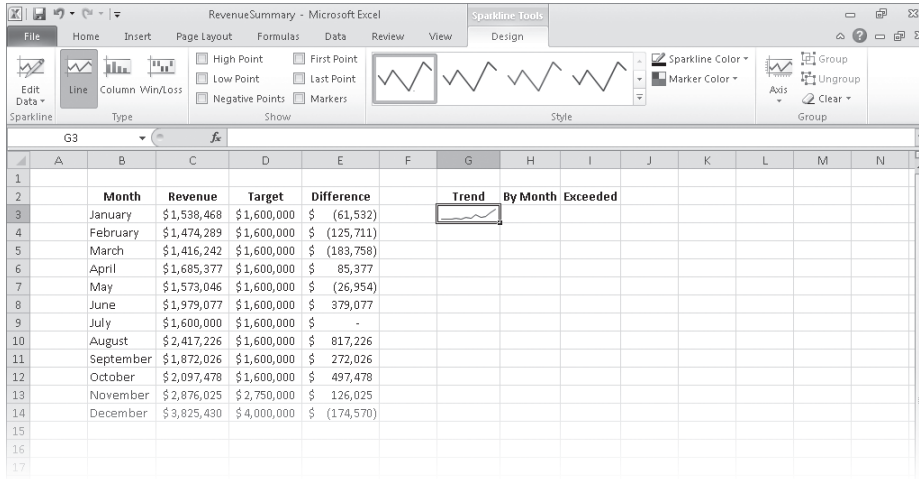 RevenueSummary - Microsoft Excel
Sparkline Tools
File Home Insert Page Layout Formulas Data Review View Design
Edit Data
Sparkline
Line Column Win/Loss
Type
High Point First Point
Low Point Last Point
Negative Points Markers
Show
Style
Sparkline Color
Marker Color
Axis
Group
Ungroup
Clear
Group
G3 fx
A B C D E F G H I J K L M N
1
2 Month Revenue Target Difference Trend By Month Exceeded
3 January $1,538,468 $1,600,000 $ (61,532)
4 February $1,474,289 $1,600,000 $ (125,711)
5 March $1,416,242 $1,600,000 $ (183,758)
6 April $1,685,377 $1,600,000 $ 85,377
7 May $1,573,046 $1,600,000 $ (26,954)
8 June $1,979,077 $1,600,000 $ 379,077
9 July $1,600,000 $1,600,000 $ -
10 August $2,417,226 $1,600,000 $ 817,226
11 September $1,872,026 $1,600,000 $ 272,026
12 October $2,097,478 $1,600,000 $ 497,478
13 November $2,876,025 $2,750,000 $ 126,025
14 December $3,825,430 $4,000,000 $ (174,570)
15
16
17